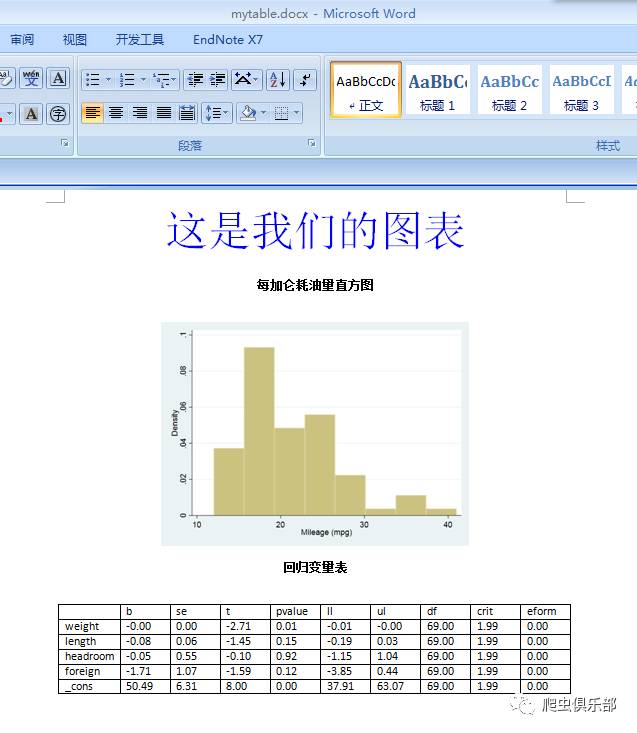 mytable.docx - Microsoft Word
审阅 视图 开发工具 EndNote X7
wén A
AaBbCcDc AaBbC AaBbCc AaBbCcI
A 字 正文 标题 1 标题 2 标题 3
段落 样式
这是我们的图表
每加仑耗油量直方图
.1
.08
.06
Density
.04
.02
0
10 20 30 40
Mileage (mpg)
回归变量表
b se t pvalue ll ul df crit eform
weight -0.00 0.00 -2.71 0.01 -0.01 -0.00 69.00 1.99 0.00
length -0.08 0.06 -1.45 0.15 -0.19 0.03 69.00 1.99 0.00
headroom -0.05 0.55 -0.10 0.92 -1.15 1.04 69.00 1.99 0.00
foreign -1.71 1.07 -1.59 0.12 -3.85 0.44 69.00 1.99 0.00
_cons 50.49 6.31 8.00 0.00 37.91 63.07 69.00 1.99 0.00
爬虫俱乐部